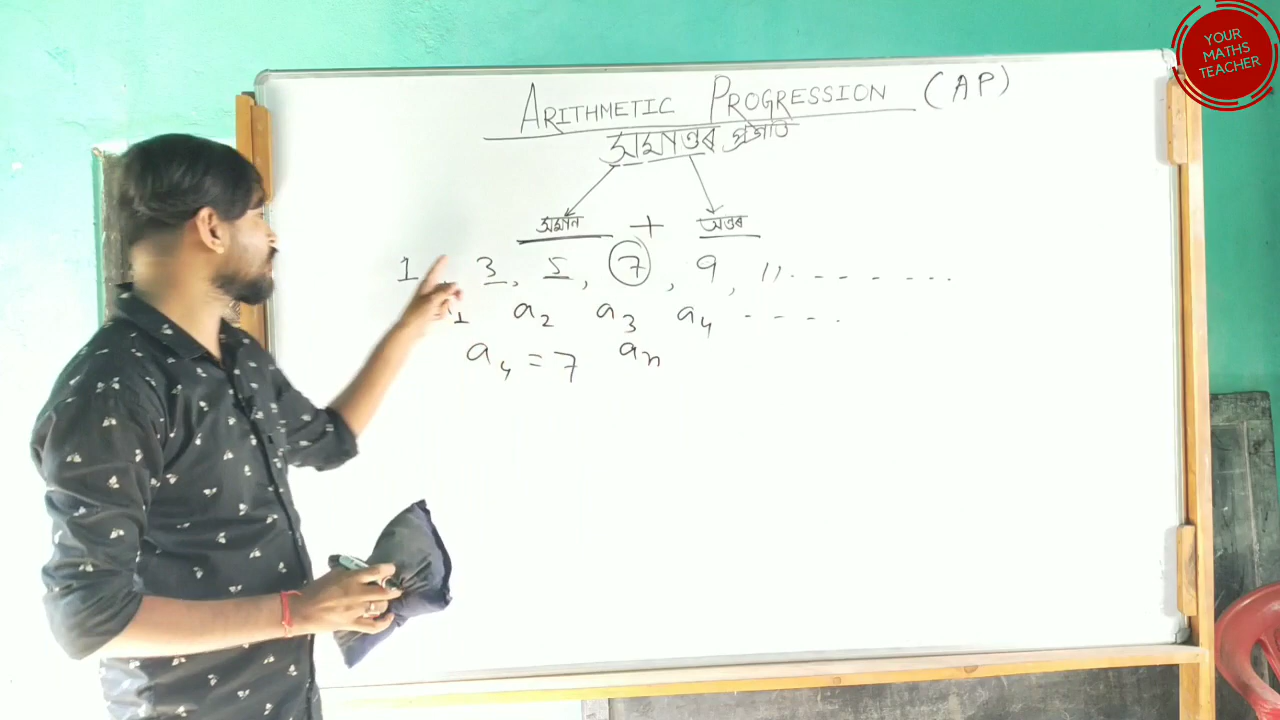 YOUR
MATHS
TEACHER
ARITHMETIC PROGRESSION (AP)
সমান্তৰ প্ৰগতি
সমান + অন্তৰ
1, 3, 5, 7, 9, 11, - - - - - - -
1 a2 a3 a4 - - - -
a4 = 7 an